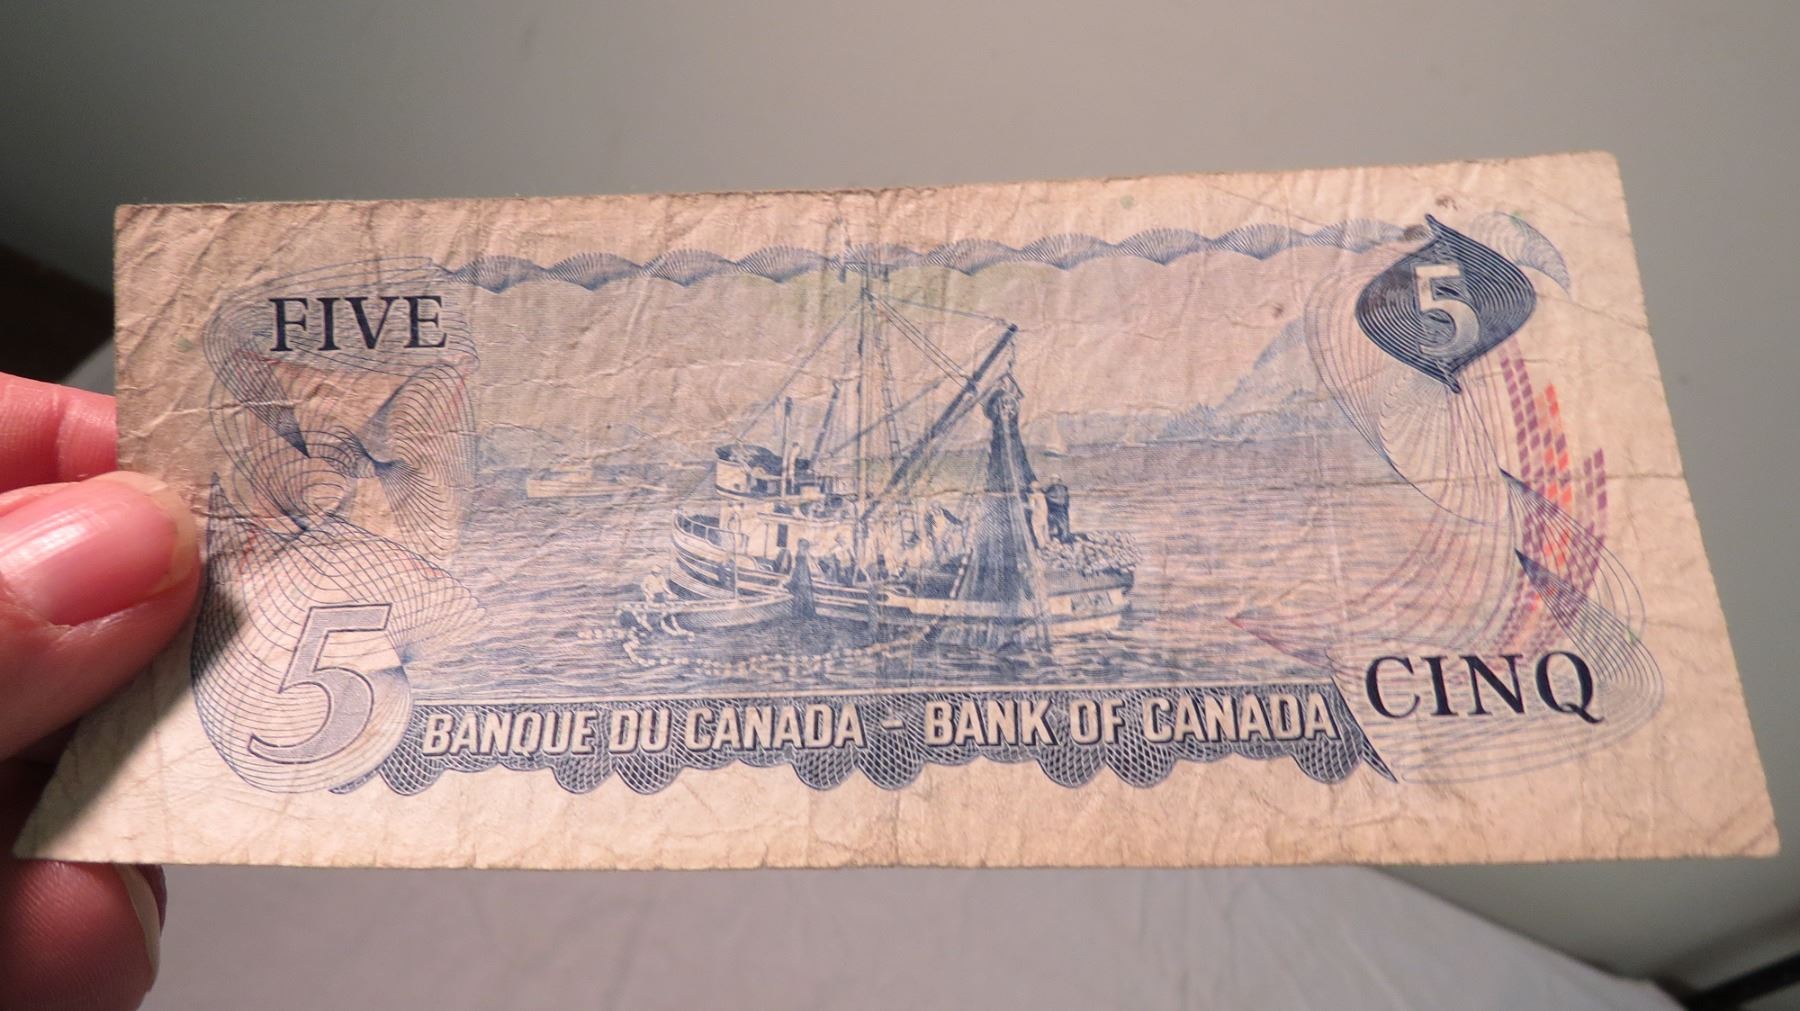 FIVE
5
5
BANQUE DU CANADA - BANK OF CANADA
CINQ